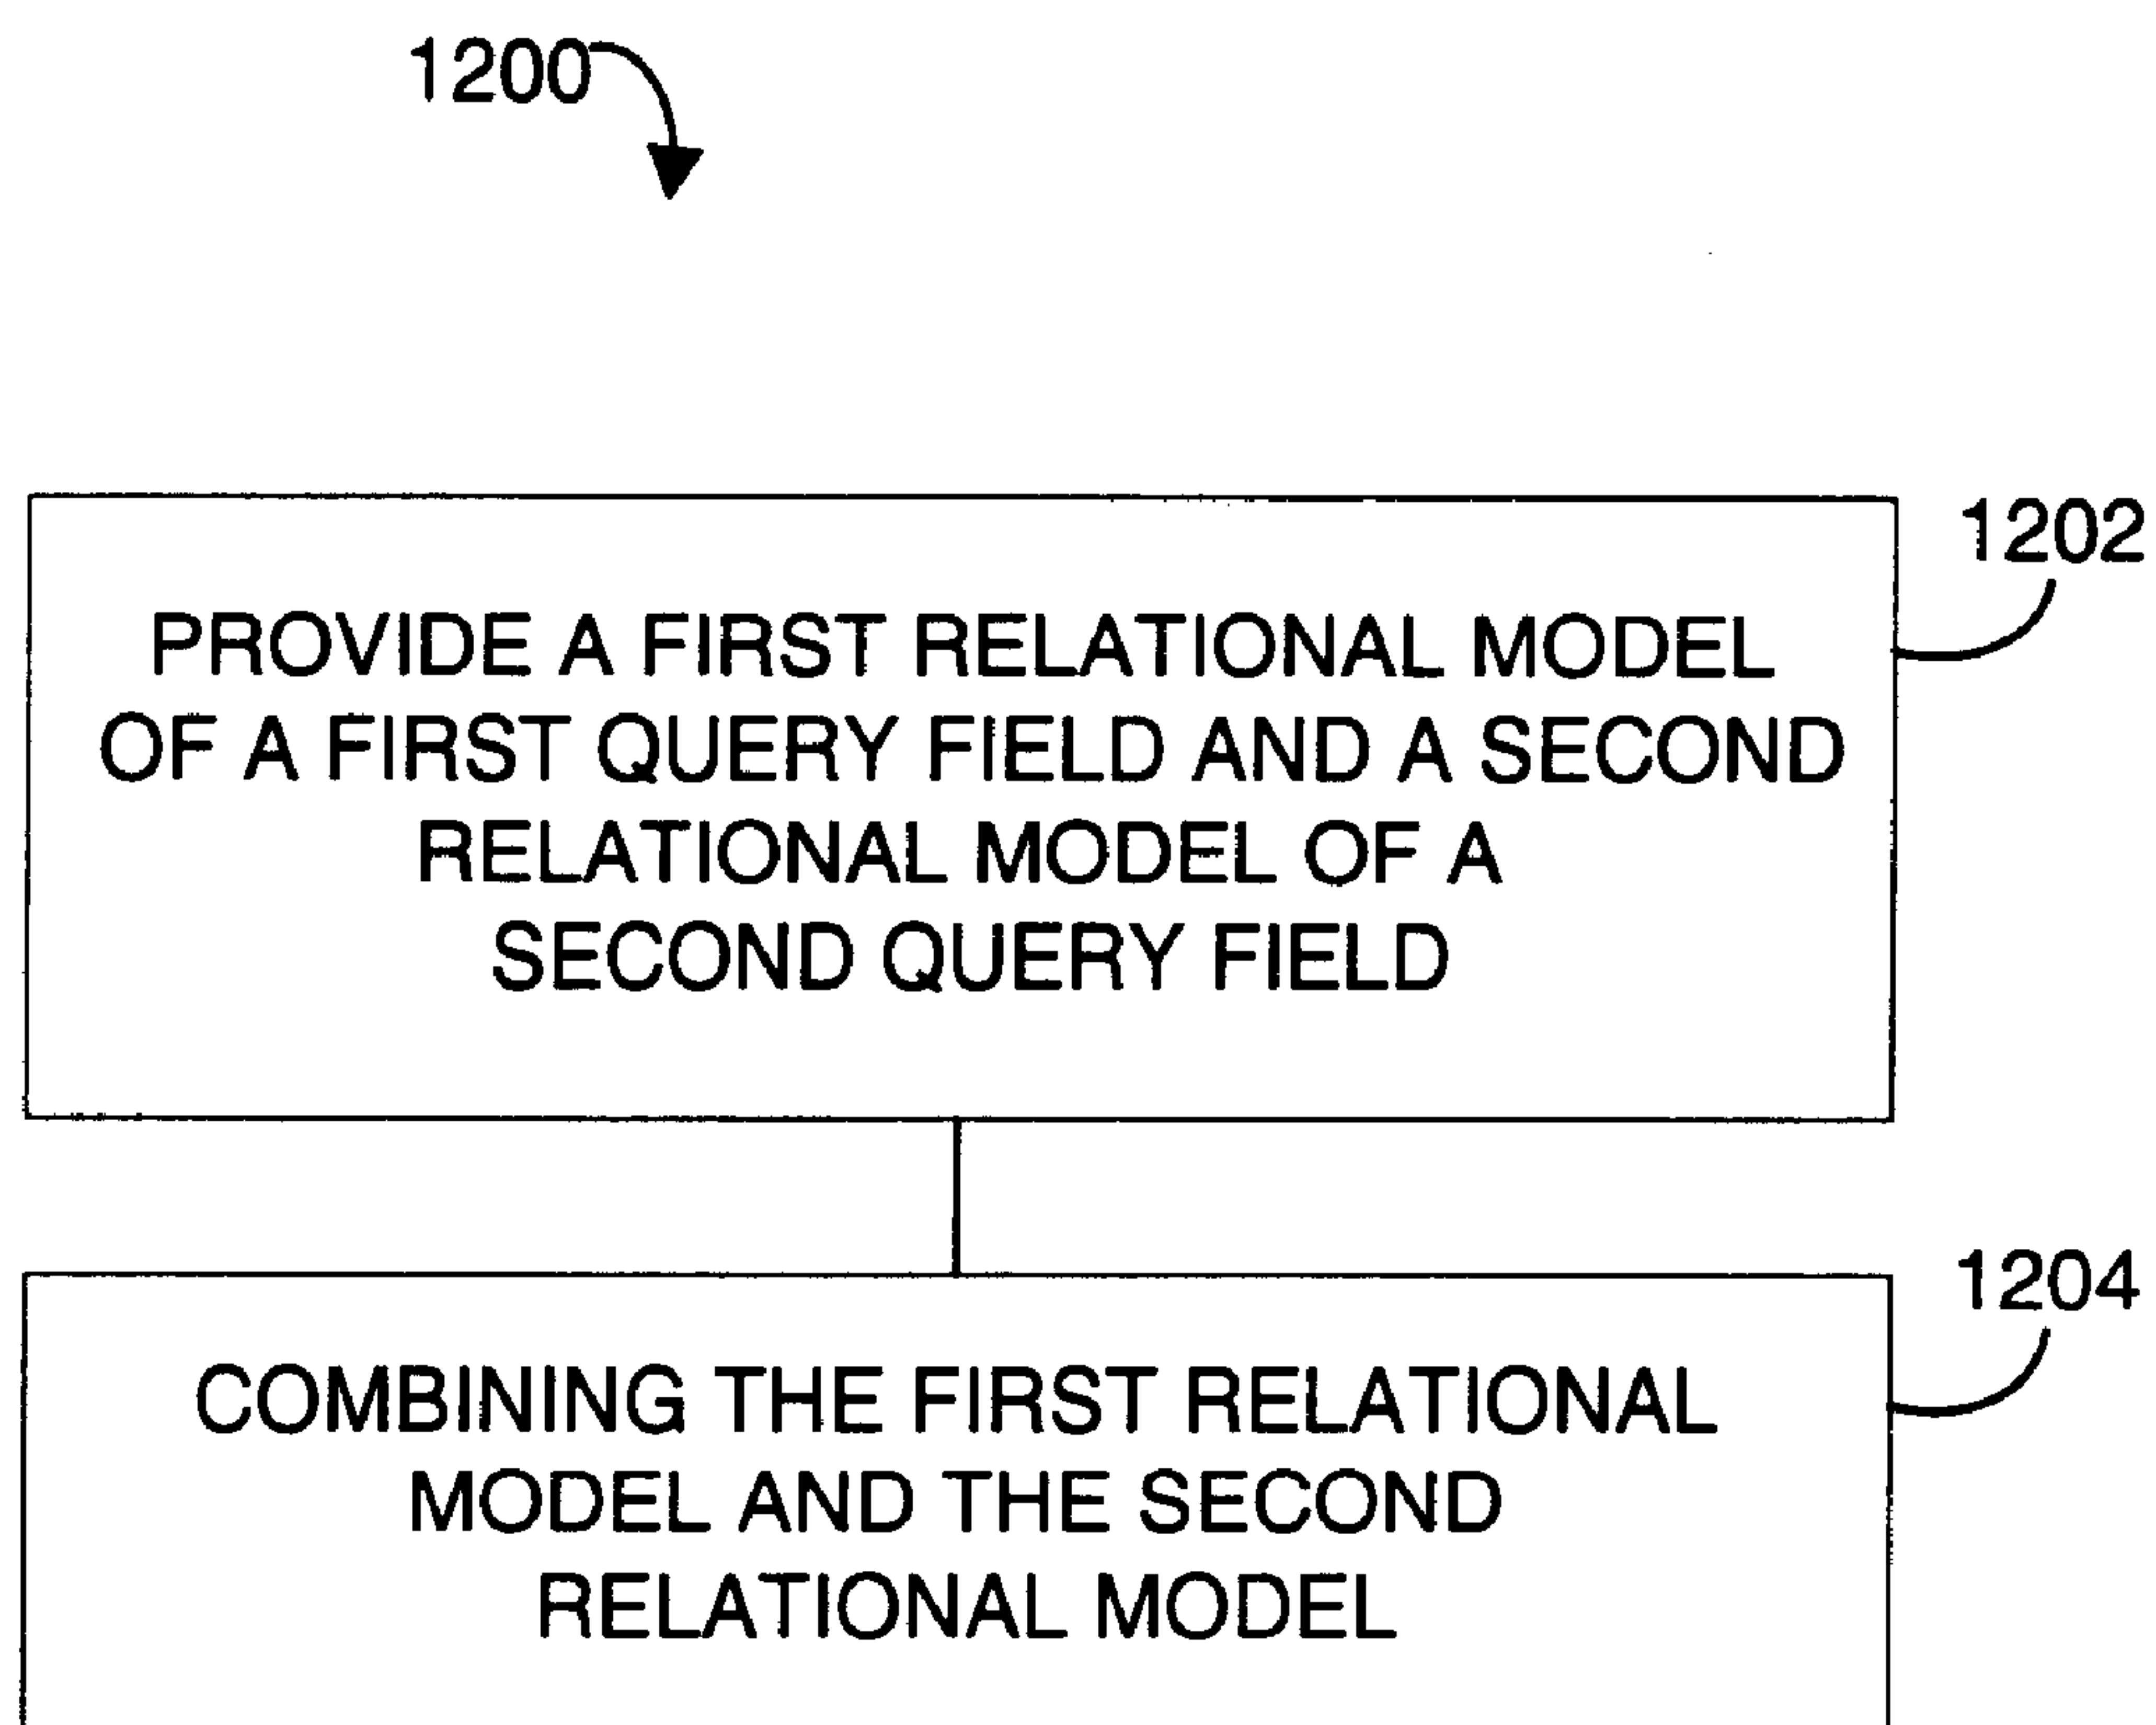 1200
1202
PROVIDE A FIRST RELATIONAL MODEL
OF A FIRST QUERY FIELD AND A SECOND
RELATIONAL MODEL OF A
SECOND QUERY FIELD
1204
COMBINING THE FIRST RELATIONAL
MODEL AND THE SECOND
RELATIONAL MODEL